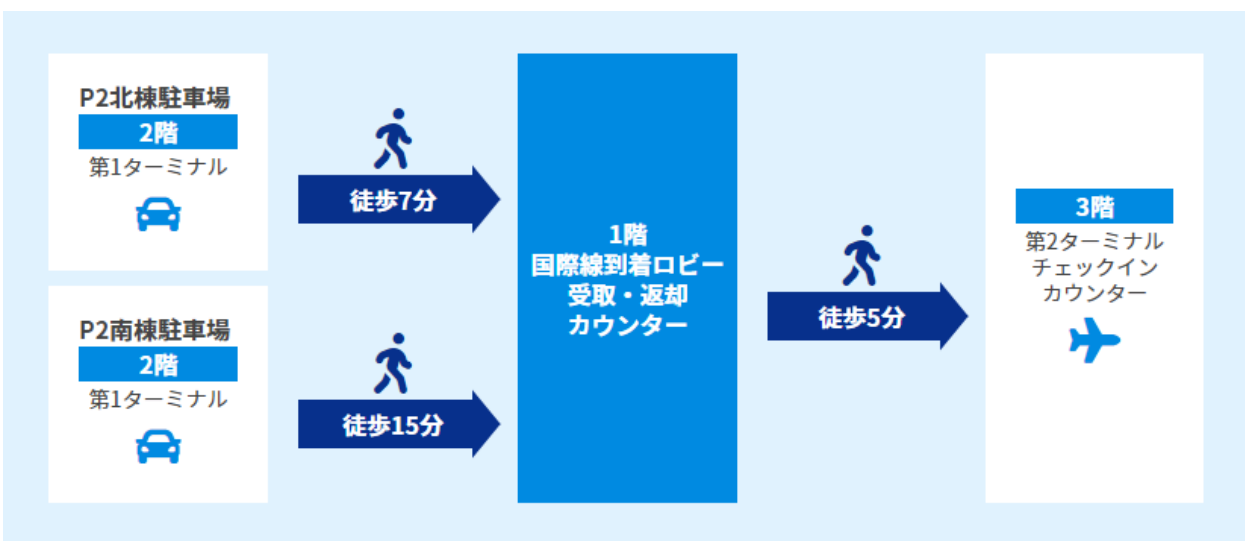 P2北棟駐車場
2階
第1ターミナル
徒歩7分
P2南棟駐車場
2階
第1ターミナル
徒歩15分
1階
国際線到着ロビー
受取・返却
カウンター
徒歩5分
3階
第2ターミナル
チェックイン
カウンター